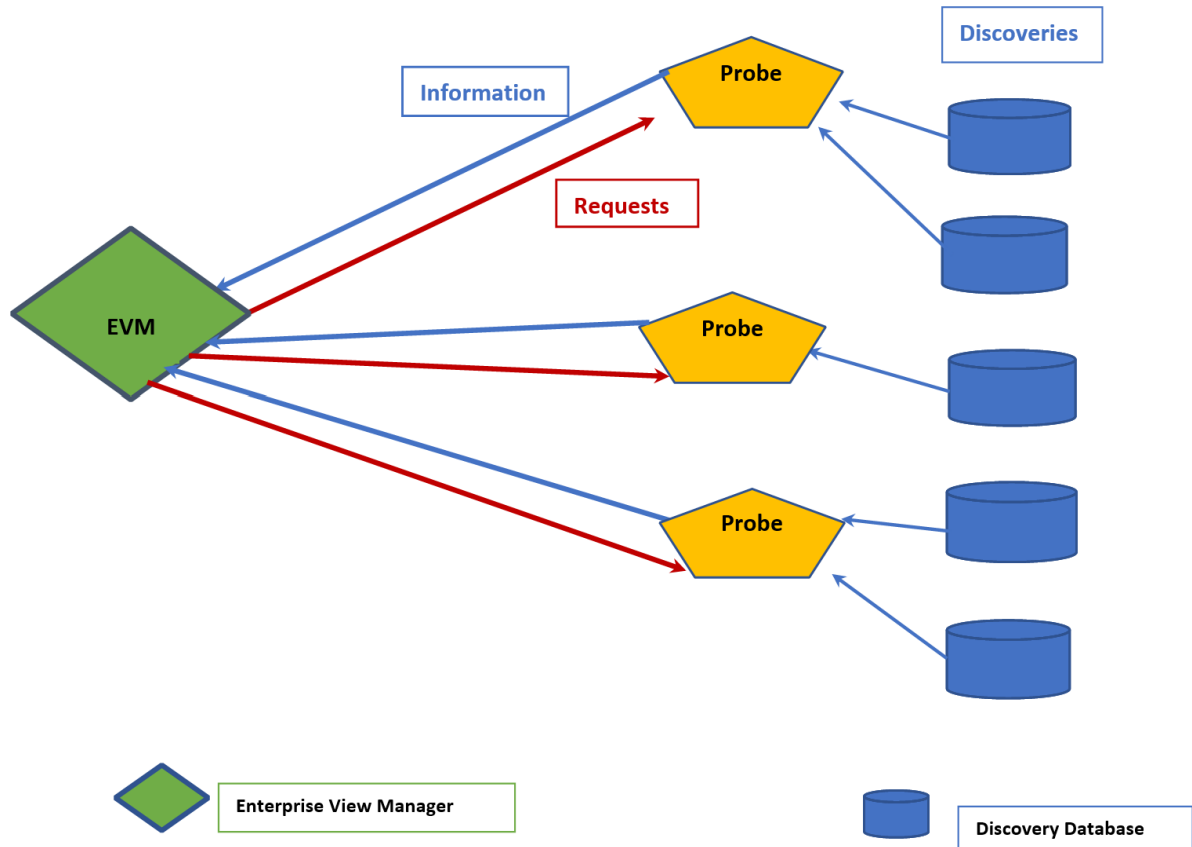 Discoveries
Probe
Information
Requests
EVM
Probe
Probe
Enterprise View Manager
Discovery Database